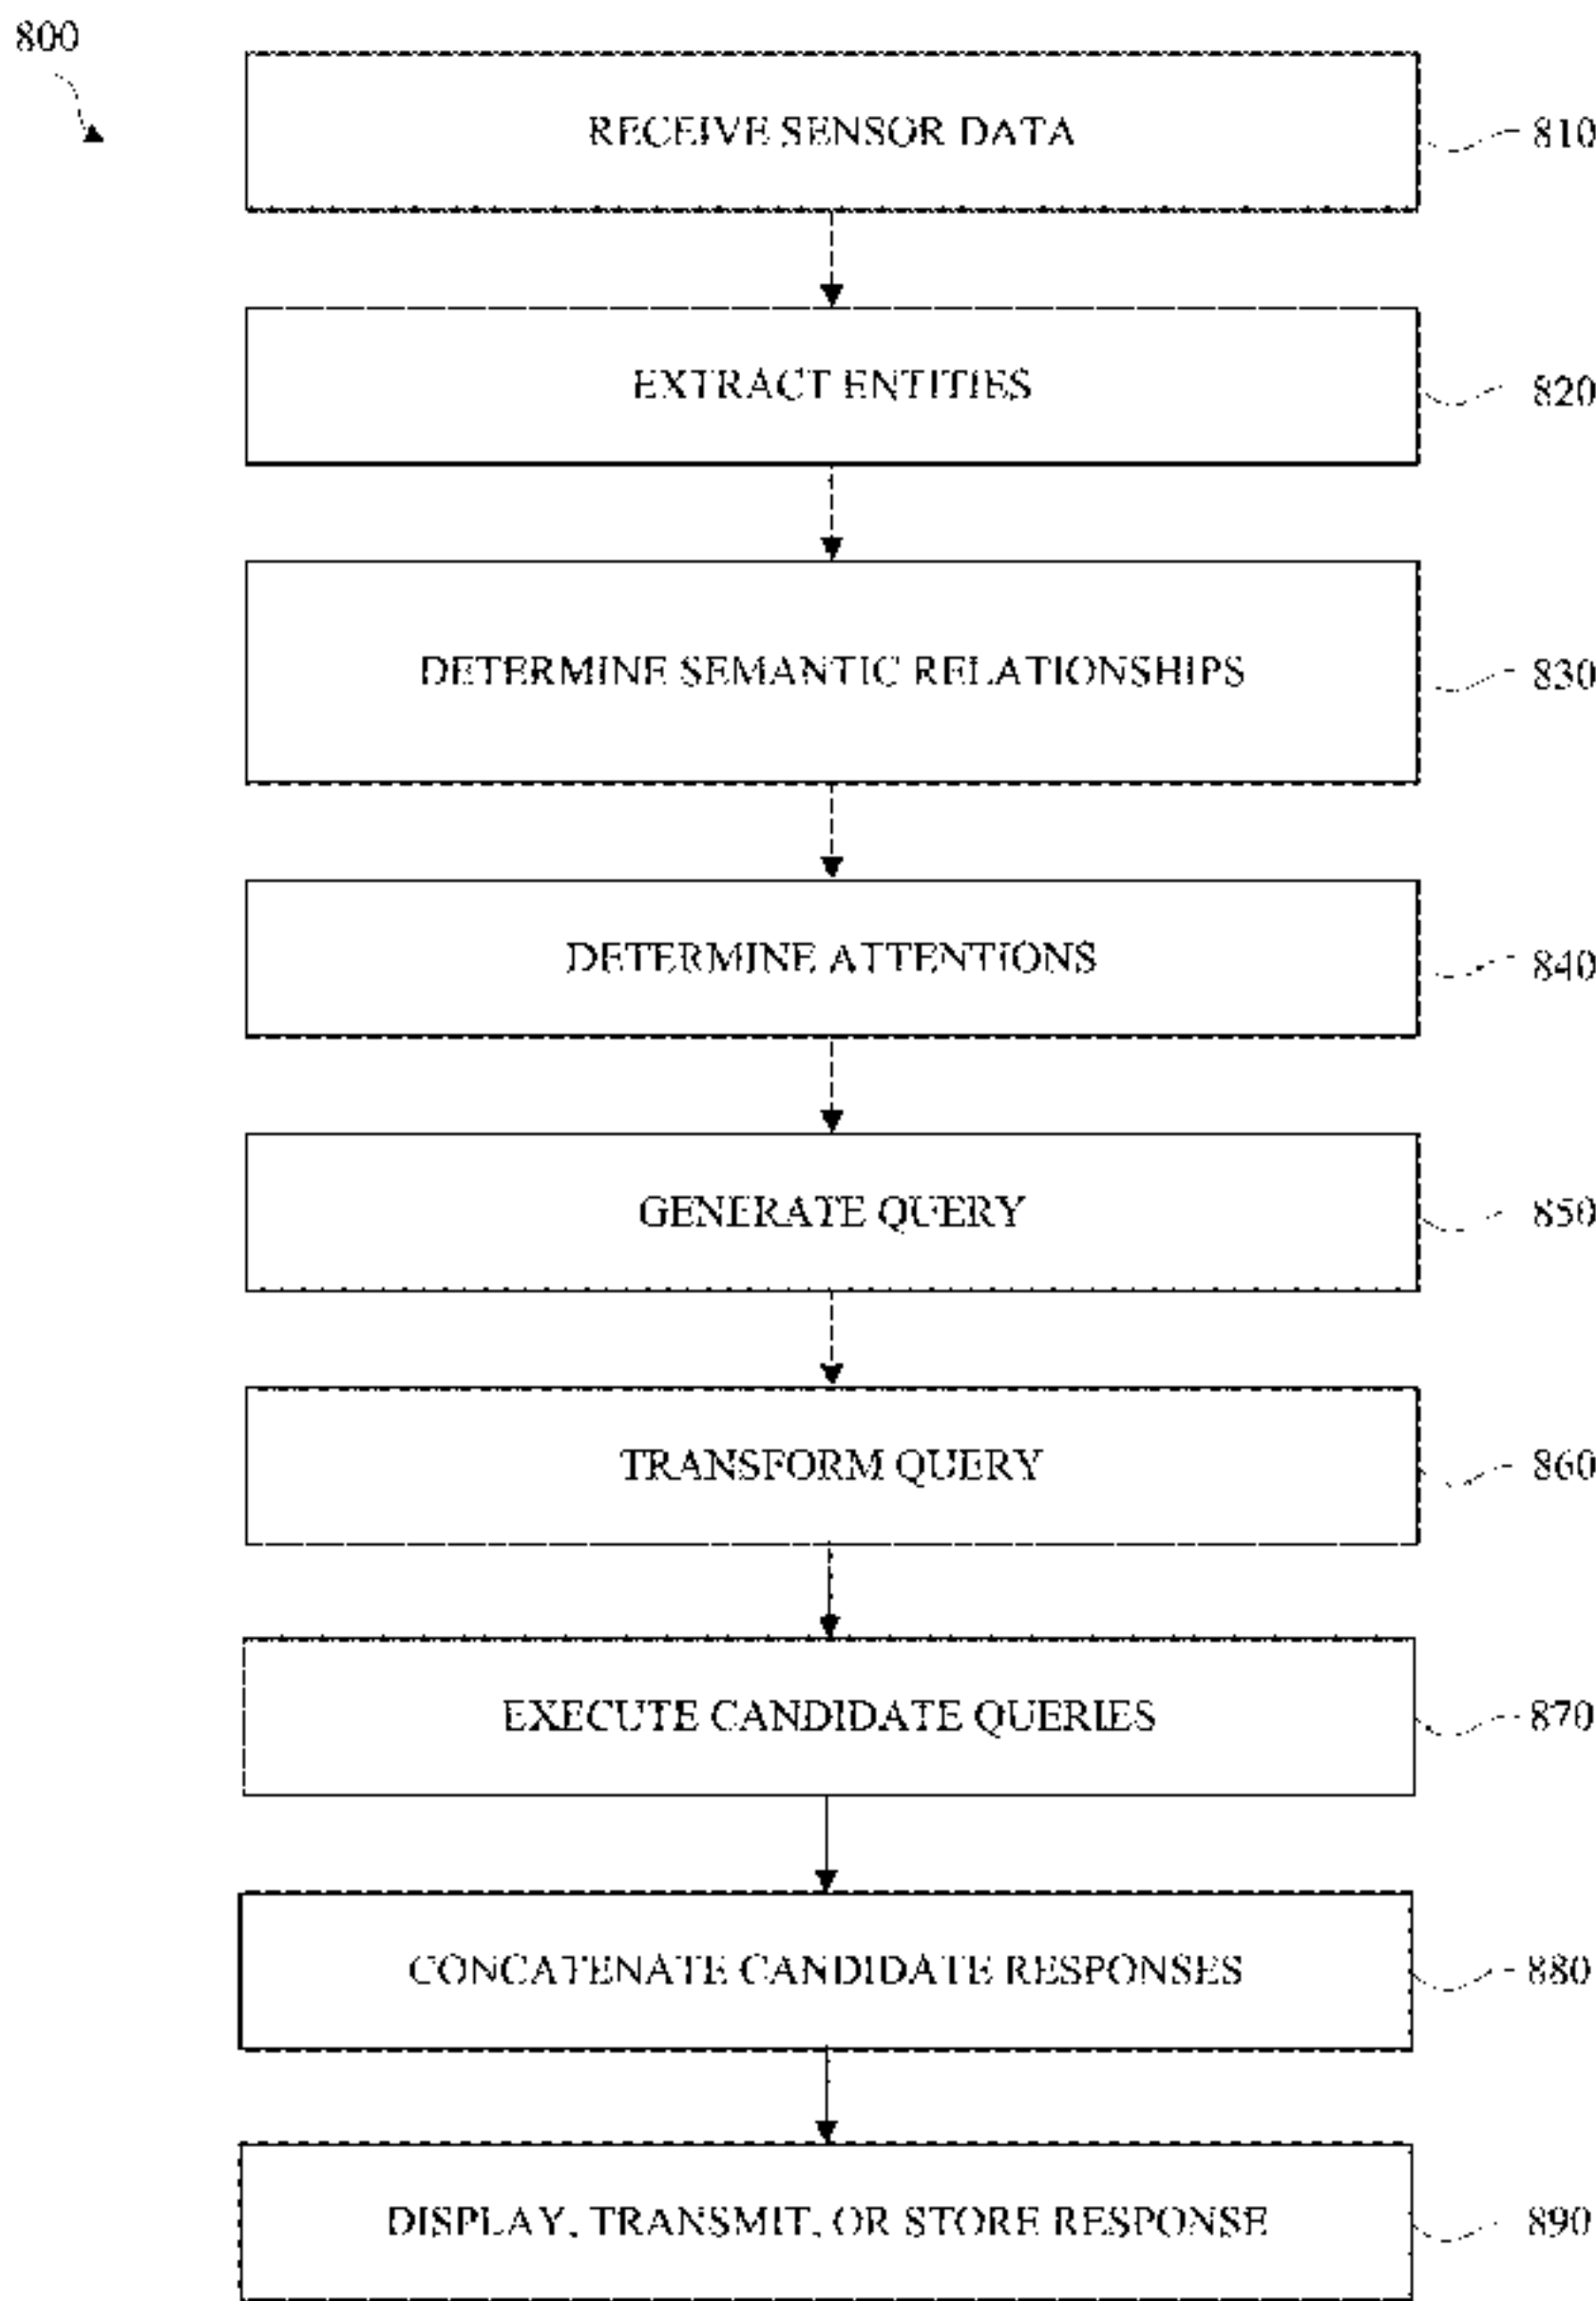 800
RECEIVE SENSOR DATA 810
EXTRACT ENTITIES 820
DETERMINE SEMANTIC RELATIONSHIPS 830
DETERMINE ATTENTIONS 840
GENERATE QUERY 850
TRANSFORM QUERY 860
EXECUTE CANDIDATE QUERIES 870
CONCATENATE CANDIDATE RESPONSES 880
DISPLAY, TRANSMIT, OR STORE RESPONSE 890